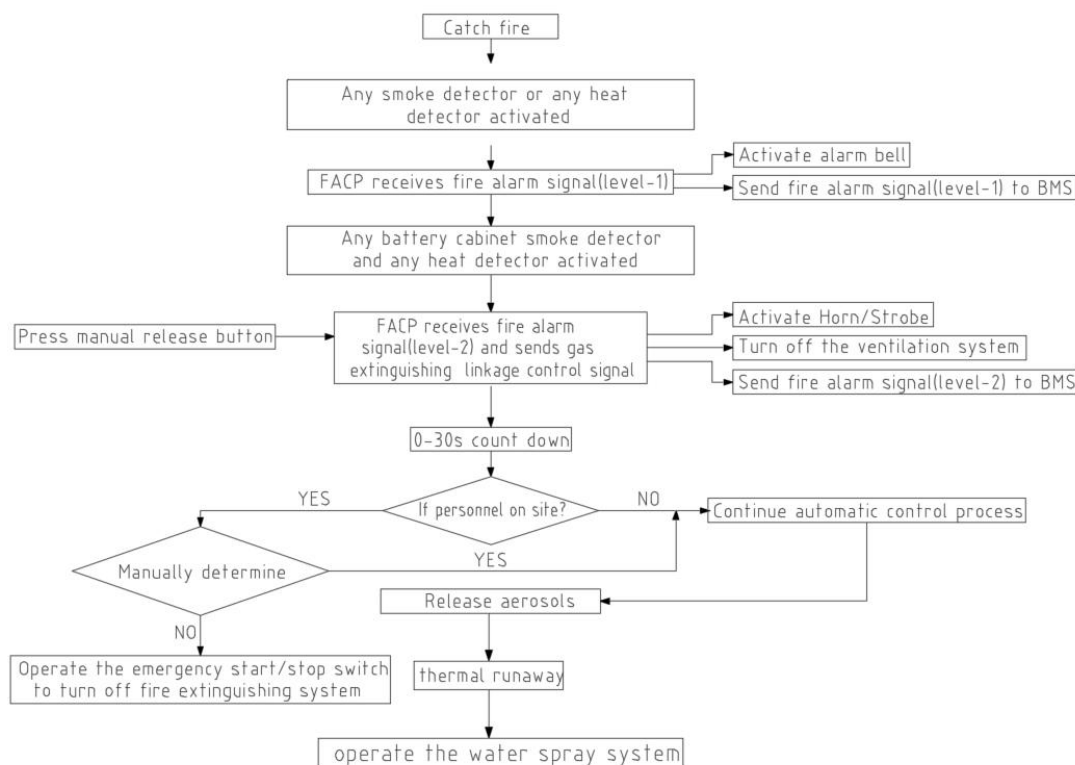 Catch fire
Any smoke detector or any heat
detector activated
Activate alarm bell
FACP receives fire alarm signal(level-1)
Send fire alarm signal(level-1) to BMS
Any battery cabinet smoke detector
and any heat detector activated
Press manual release button
FACP receives fire alarm
signal(level-2) and sends gas
extinguishing linkage control signal
Activate Horn/Strobe
Turn off the ventilation system
Send fire alarm signal(level-2) to BMS
0-30s count down
YES
If personnel on site?
NO
Continue automatic control process
Manually determine
YES
Release aerosols
NO
Operate the emergency start/stop switch
to turn off fire extinguishing system
thermal runaway
operate the water spray system